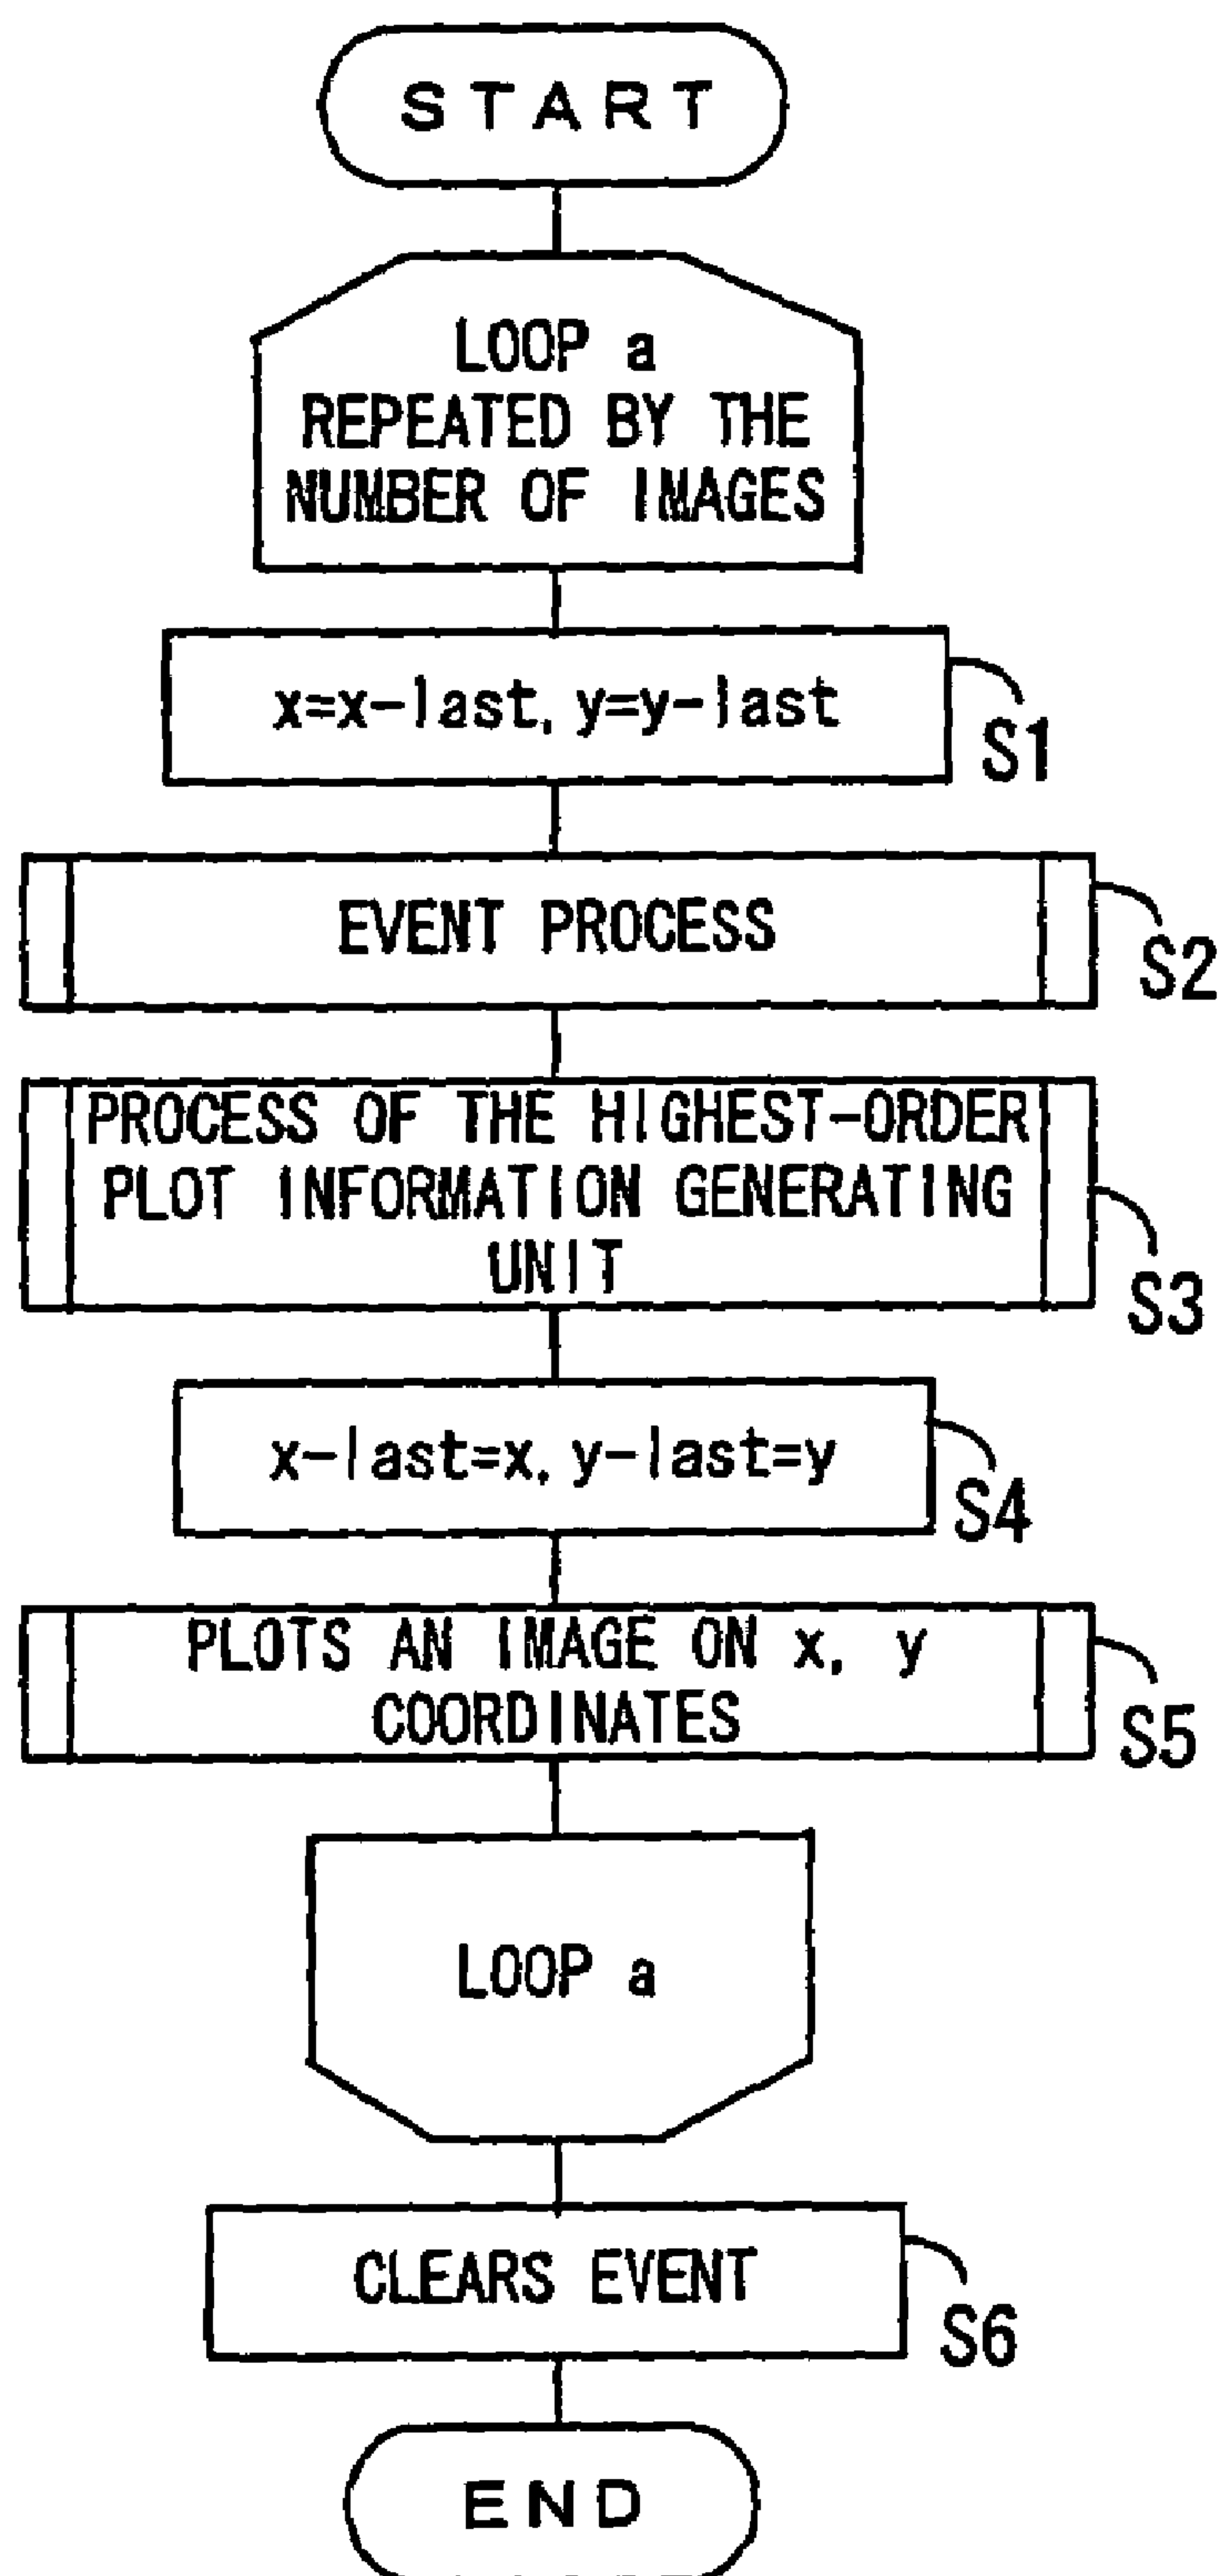 START
LOOP a
REPEATED BY THE
NUMBER OF IMAGES
x=x-last, y=y-last
S1
EVENT PROCESS
S2
PROCESS OF THE HIGHEST-ORDER
PLOT INFORMATION GENERATING
UNIT
S3
x-last=x, y-last=y
S4
PLOTS AN IMAGE ON x, y
COORDINATES
S5
LOOP a
CLEARS EVENT
S6
END